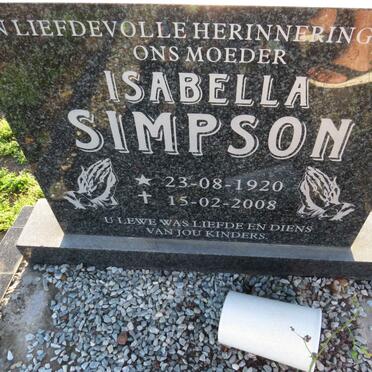 N LIEFDEVOLLE HERINNERING
ONS MOEDER
ISABELLA
SIMPSON
★ 23-08-1920
✝ 15-02-2008
U LEWE WAS LIEFDE EN DIENS
VAN JOU KINDERS.